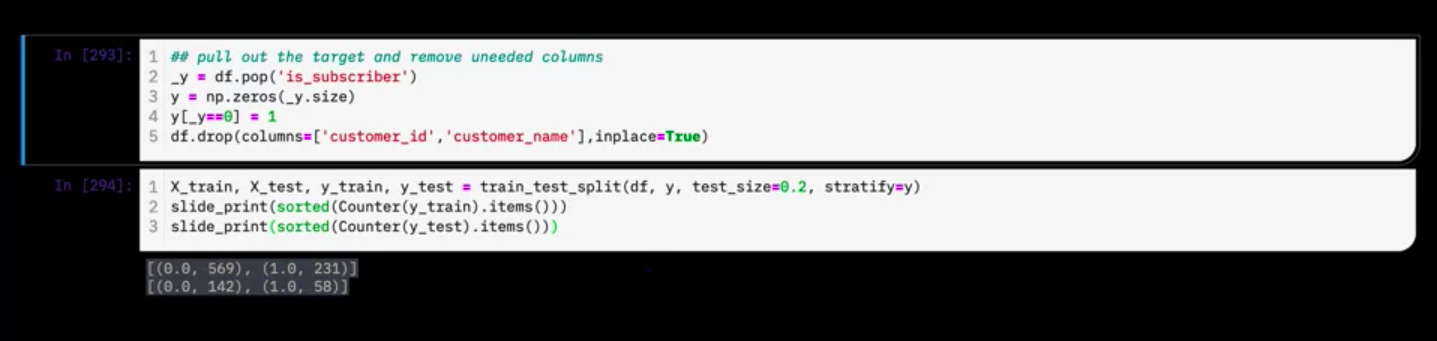 In [293]:
1 ## pull out the target and remove uneeded columns
2 _y = df.pop('is_subscriber')
3 y = np.zeros(_y.size)
4 y[_y==0] = 1
5 df.drop(columns=['customer_id','customer_name'],inplace=True)
In [294]:
1 X_train, X_test, y_train, y_test = train_test_split(df, y, test_size=0.2, stratify=y)
2 slide_print(sorted(Counter(y_train).items()))
3 slide_print(sorted(Counter(y_test).items()))
[(0.0, 569), (1.0, 231)]
[(0.0, 142), (1.0, 58)]